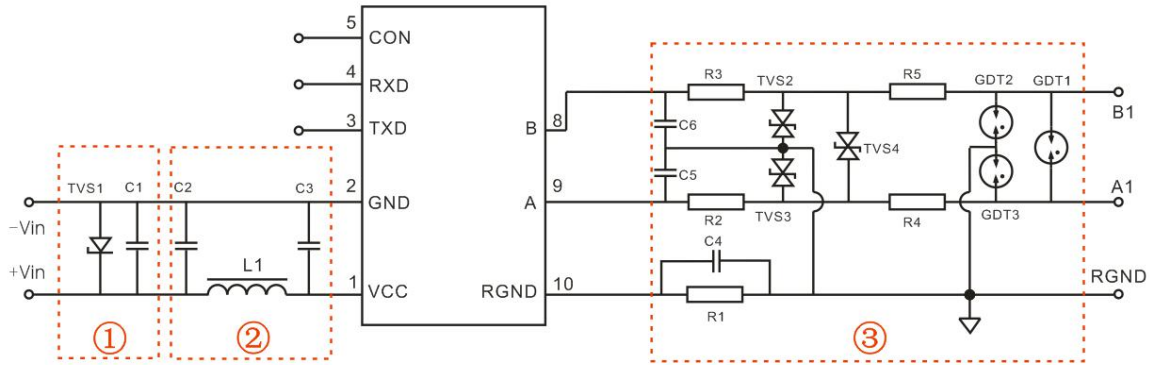 5
CON
4
RXD
3
TXD
2
GND
1
VCC
B
8
A
9
RGND
10
TVS1
C1
C2
C3
−Vin
+Vin
L1
①
②
R3
TVS2
R5
GDT2
GDT1
B1
C6
TVS4
C5
A1
R2
TVS3
R4
GDT3
C4
RGND
R1
③